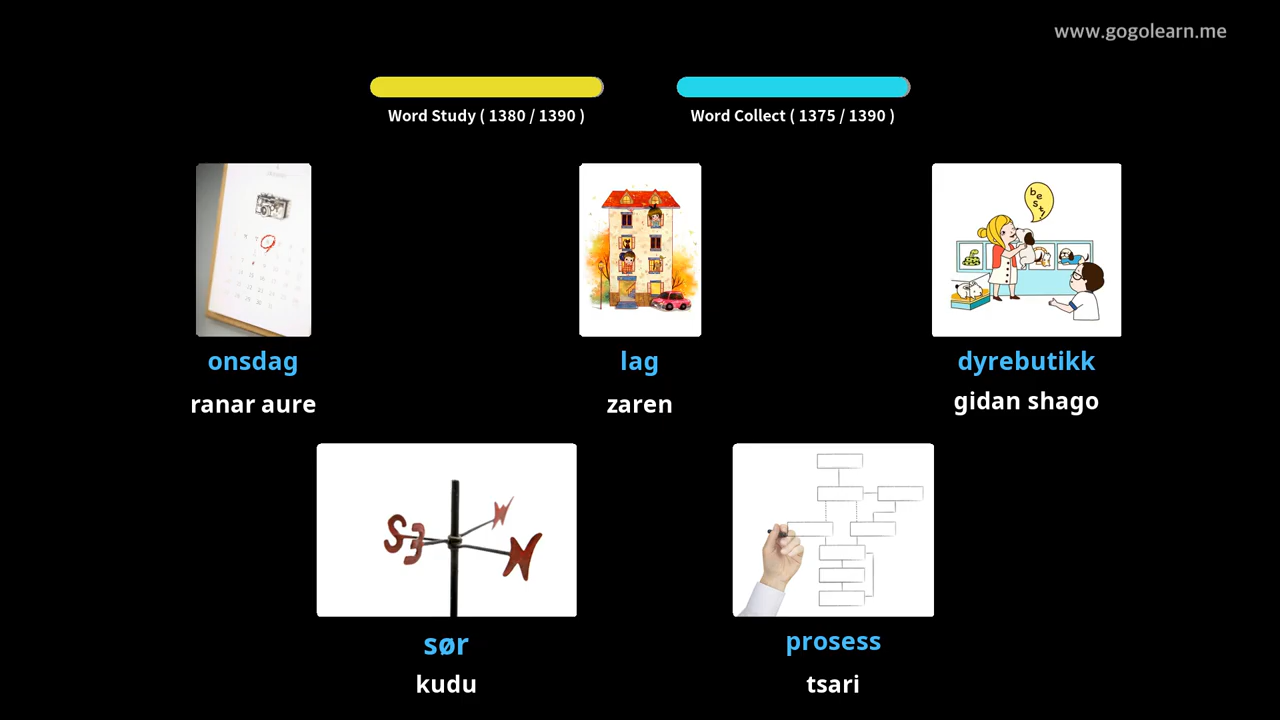 www.gogolearn.me
Word Study ( 1380 / 1390 )
Word Collect ( 1375 / 1390 )
best!
onsdag
lag
dyrebutikk
ranar aure
zaren
gidan shago
S
E
N
sør
prosess
kudu
tsari